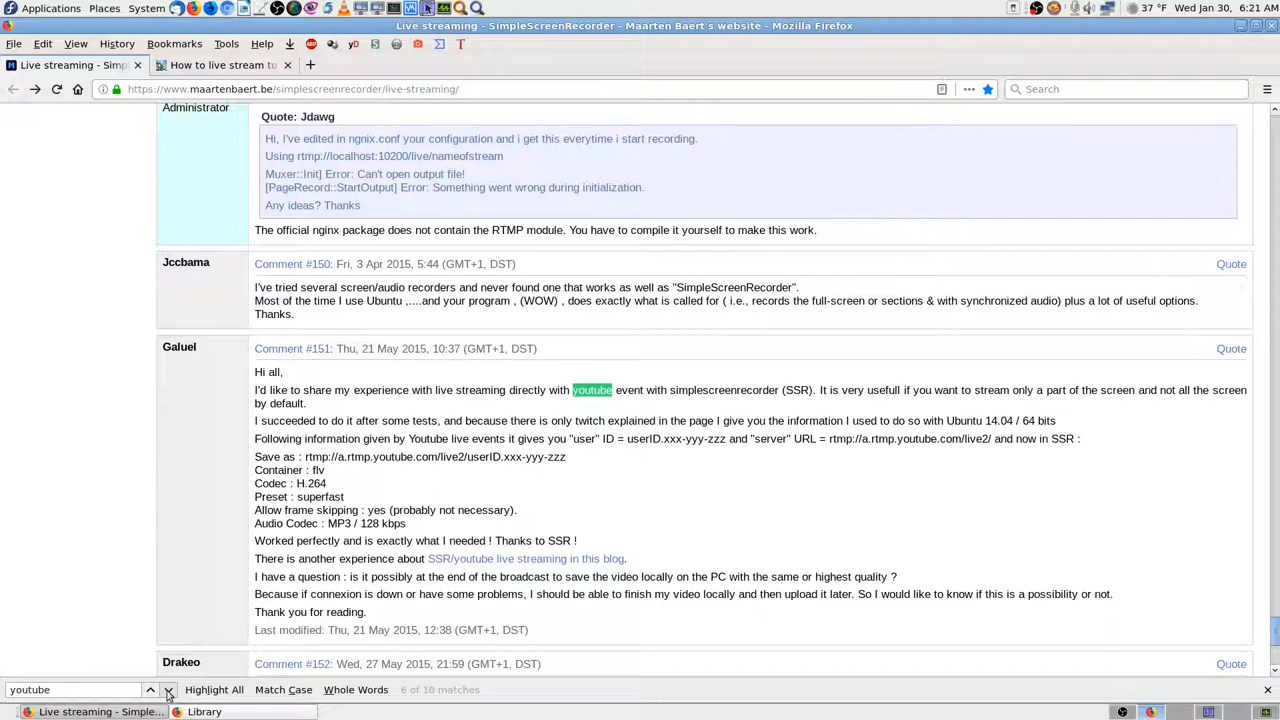 Applications Places System 37 °F Wed Jan 30, 6:21 AM
Live streaming - SimpleScreenRecorder - Maarten Baert's website - Mozilla Firefox
File Edit View History Bookmarks Tools Help
Live streaming - Simp How to live stream to
https://www.maartenbaert.be/simplescreenrecorder/live-streaming/ Search
Administrator
Quote: Jdawg
Hi, I've edited in ngnix.conf your configuration and i get this everytime i start recording.
Using rtmp://localhost:10200/live/nameofstream
Muxer::Init] Error: Can't open output file!
[PageRecord::StartOutput] Error: Something went wrong during initialization.
Any ideas? Thanks
The official nginx package does not contain the RTMP module. You have to compile it yourself to make this work.
Jccbama
Comment #150: Fri, 3 Apr 2015, 5:44 (GMT+1, DST) Quote
I've tried several screen/audio recorders and never found one that works as well as "SimpleScreenRecorder".
Most of the time I use Ubuntu ,....and your program , (WOW) , does exactly what is called for ( i.e., records the full-screen or sections & with synchronized audio) plus a lot of useful options.
Thanks.
Galuel
Comment #151: Thu, 21 May 2015, 10:37 (GMT+1, DST) Quote
Hi all,
I'd like to share my experience with live streaming directly with youtube event with simplescreenrecorder (SSR). It is very usefull if you want to stream only a part of the screen and not all the screen
by default.
I succeeded to do it after some tests, and because there is only twitch explained in the page I give you the information I used to do so with Ubuntu 14.04 / 64 bits
Following information given by Youtube live events it gives you "user" ID = userID.xxx-yyy-zzz and "server" URL = rtmp://a.rtmp.youtube.com/live2/ and now in SSR :
Save as : rtmp://a.rtmp.youtube.com/live2/userID.xxx-yyy-zzz
Container : flv
Codec : H.264
Preset : superfast
Allow frame skipping : yes (probably not necessary).
Audio Codec : MP3 / 128 kbps
Worked perfectly and is exactly what I needed ! Thanks to SSR !
There is another experience about SSR/youtube live streaming in this blog.
I have a question : is it possibly at the end of the broadcast to save the video locally on the PC with the same or highest quality ?
Because if connexion is down or have some problems, I should be able to finish my video locally and then upload it later. So I would like to know if this is a possibility or not.
Thank you for reading.
Last modified: Thu, 21 May 2015, 12:38 (GMT+1, DST)
Drakeo
Comment #152: Wed, 27 May 2015, 21:59 (GMT+1, DST) Quote
youtube Highlight All Match Case Whole Words 6 of 10 matches
Live streaming - Simple... Library